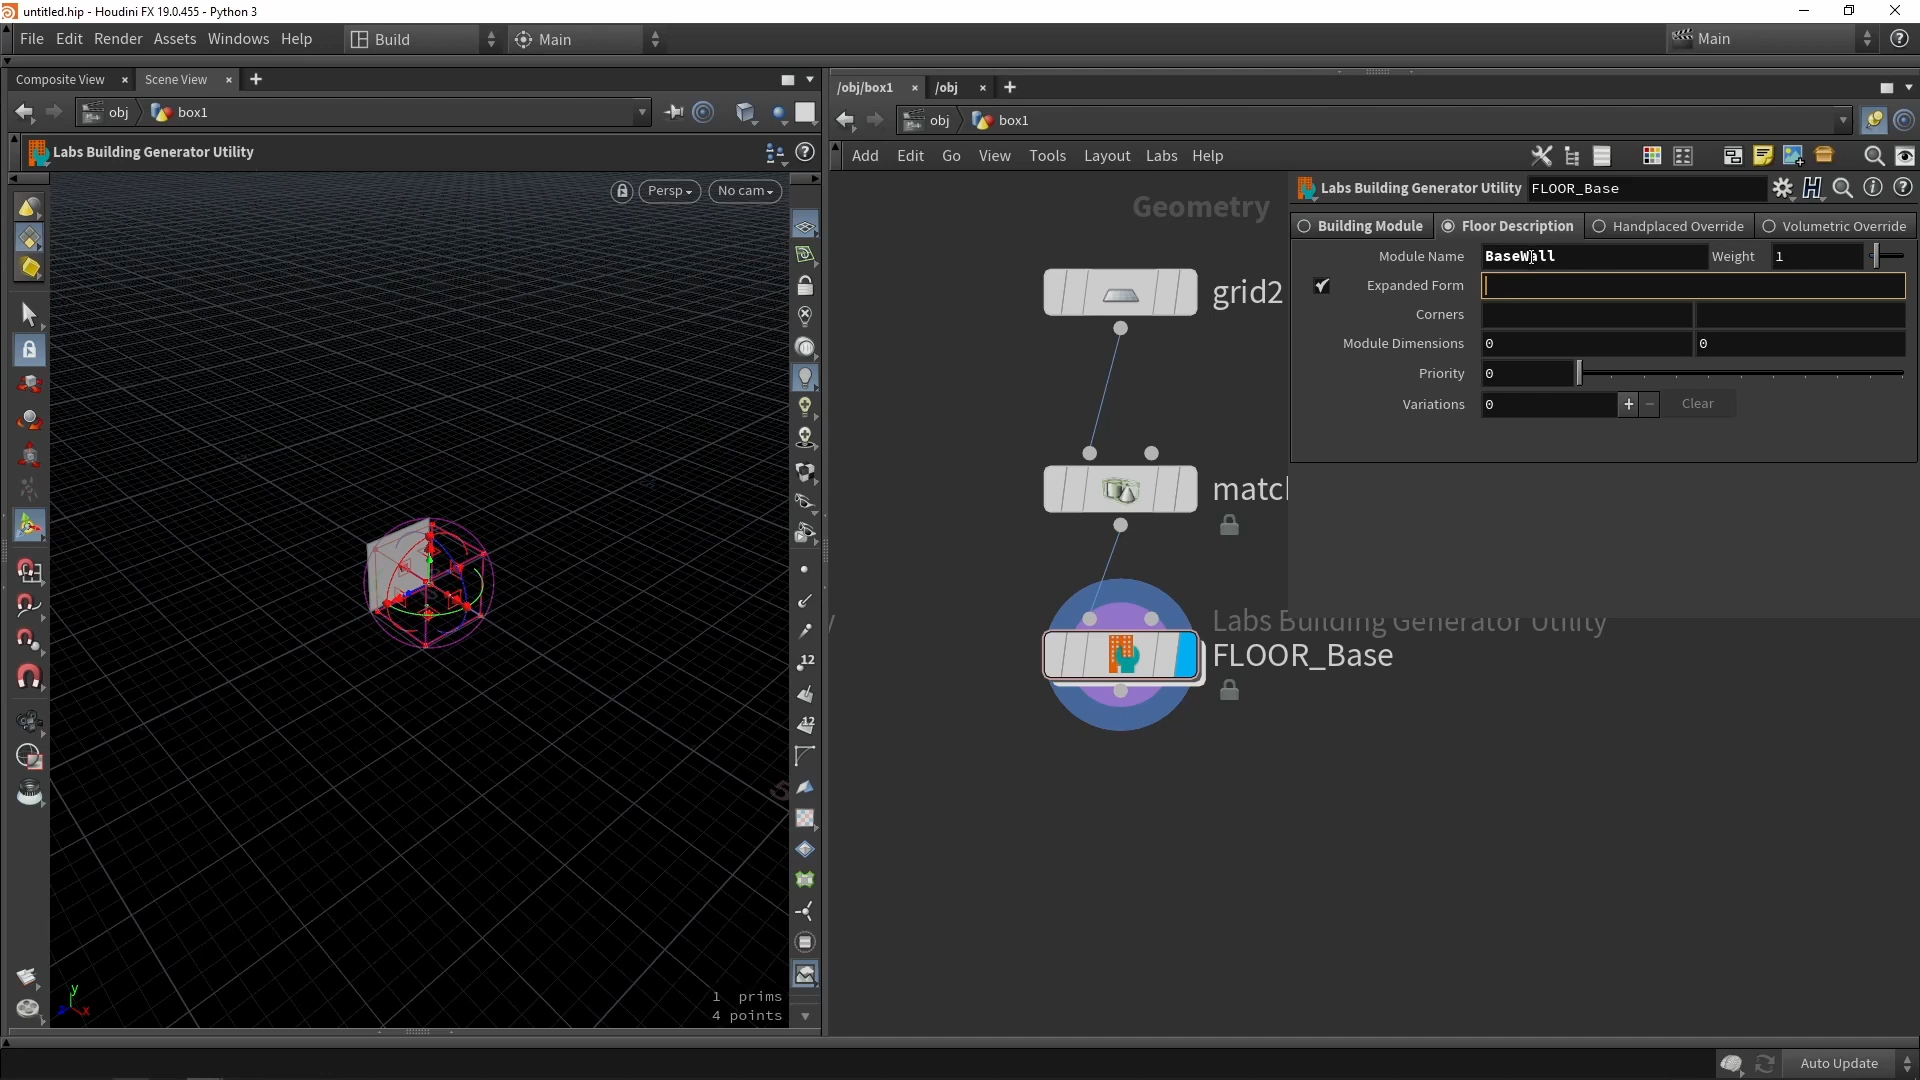 untitled.hip - Houdini FX 19.0.455 - Python 3
File Edit Render Assets Windows Help
Build
Main
Main
Composite View
Scene View
/obj/box1
/obj
obj
box1
obj
box1
Labs Building Generator Utility
Add Edit Go View Tools Layout Labs Help
Persp
No cam
Geometry
Labs Building Generator Utility
FLOOR_Base
Building Module
Floor Description
Handplaced Override
Volumetric Override
Module Name
BaseWall
Weight
1
Expanded Form
Corners
Module Dimensions
0
0
Priority
0
Variations
0
Clear
grid2
matc
Labs Building Generator Utility
FLOOR_Base
12
12
1 prims
4 points
y
z x
Auto Update